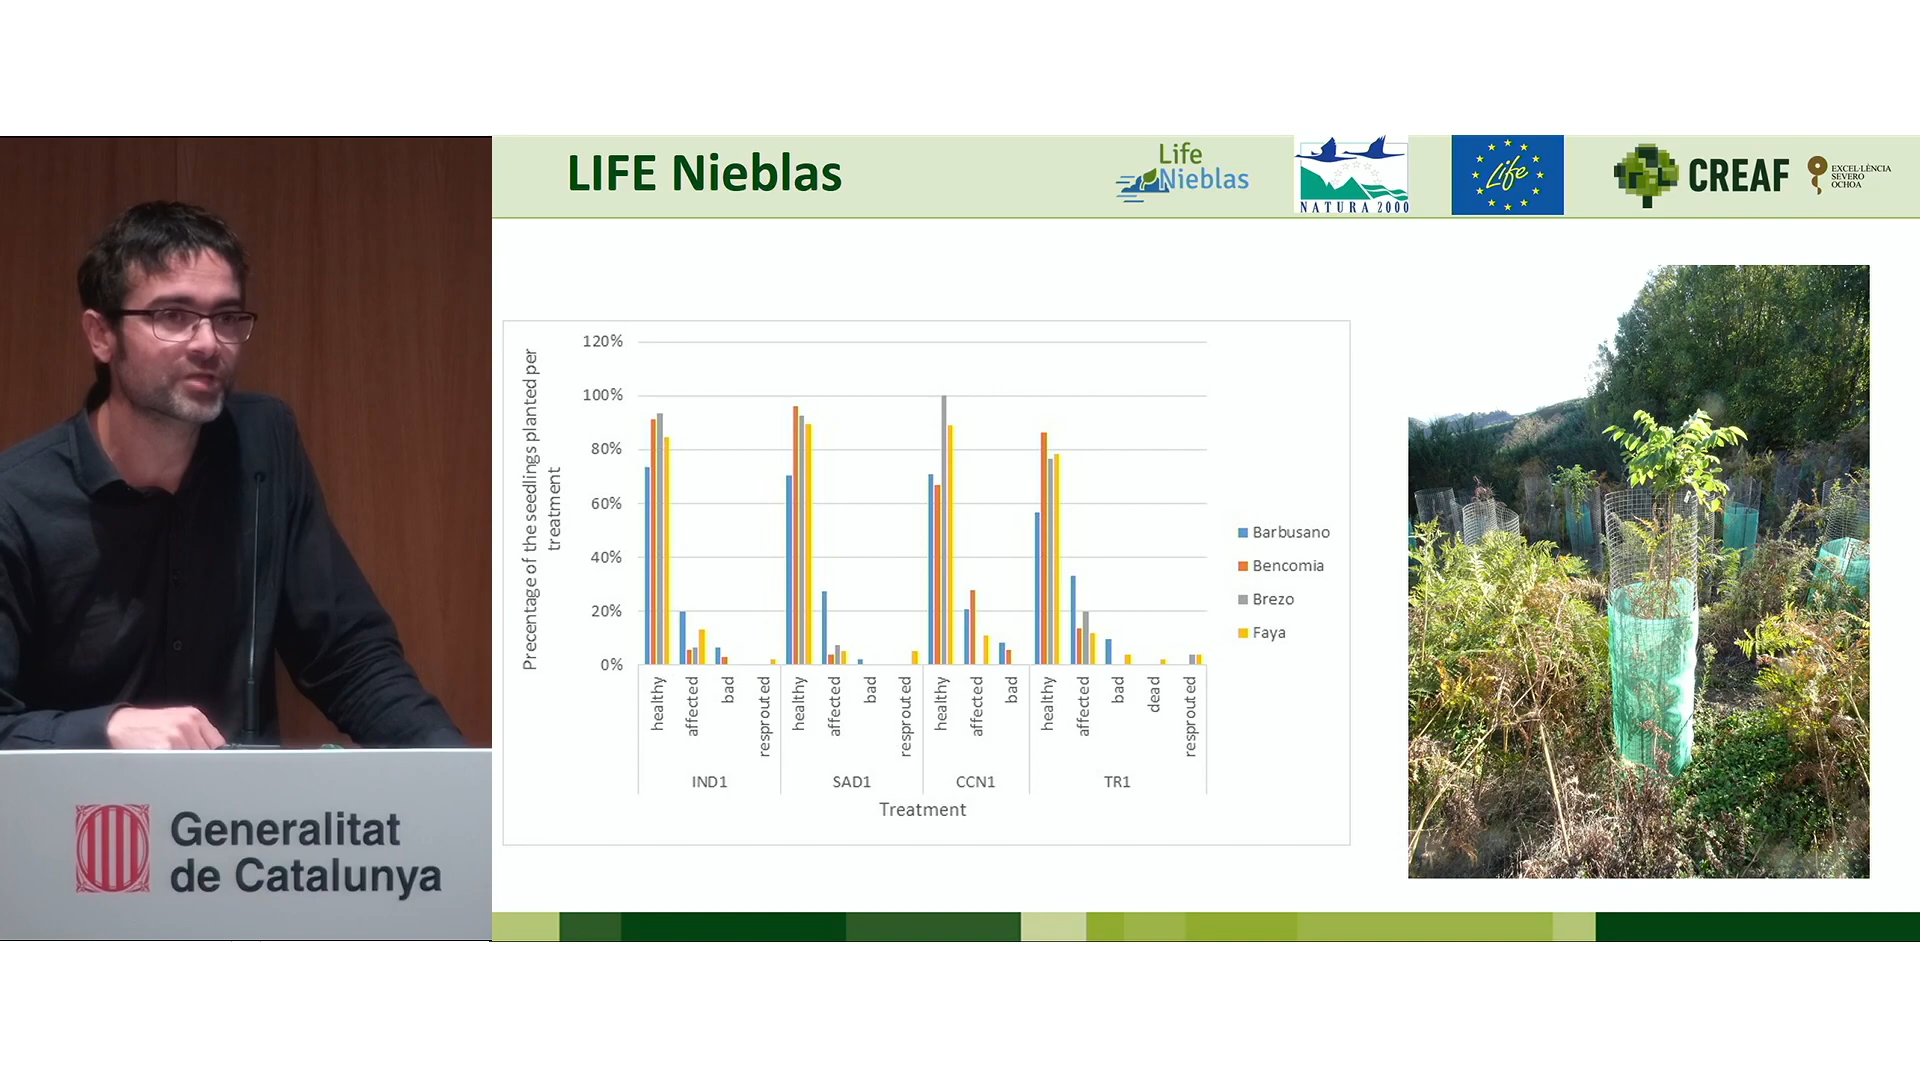 LIFE Nieblas
Life
Nieblas
NATURA 2000
Life
CREAF
EXCEL·LÈNCIA
SEVERO
OCHOA
Precentage of the seedlings planted per
treatment
120%
100%
80%
60%
40%
20%
0%
healthy
affected
bad
resprouted
healthy
affected
bad
resprouted
healthy
affected
bad
healthy
affected
bad
dead
resprouted
IND1
SAD1
CCN1
TR1
Treatment
Barbusano
Bencomia
Brezo
Faya
Generalitat
de Catalunya